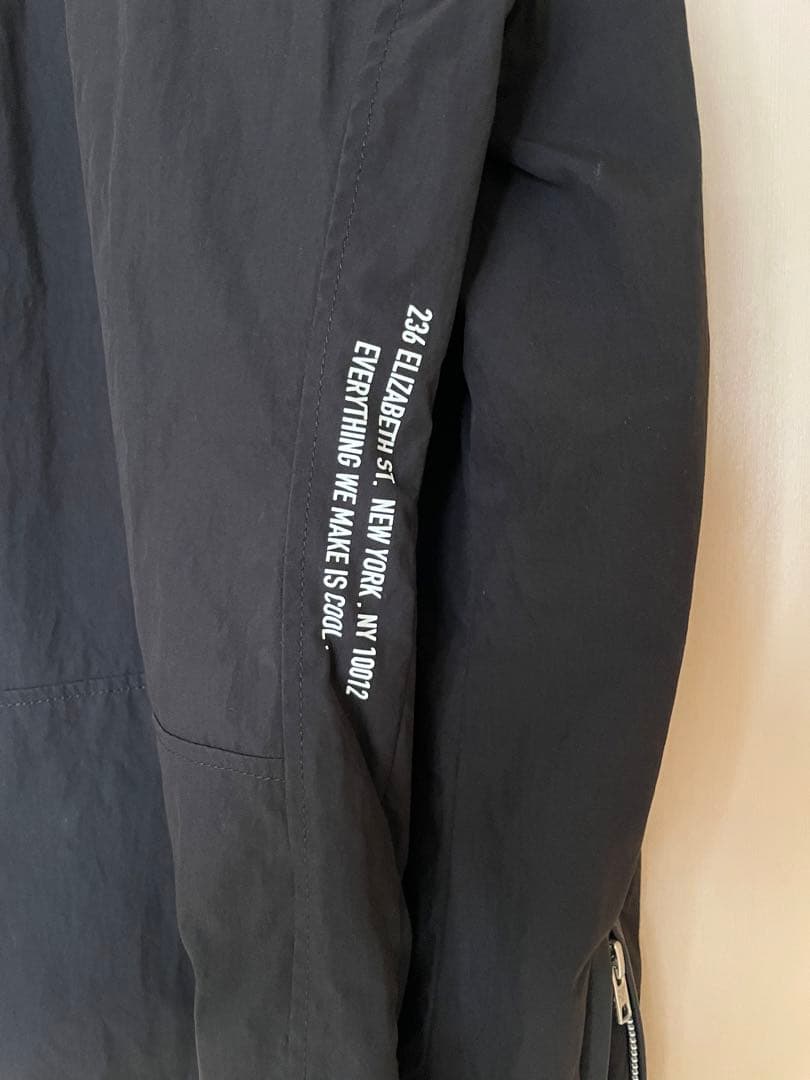 236 ELIZABETH ST. NEW YORK, NY 10012
EVERYTHING WE MAKE IS COOL.